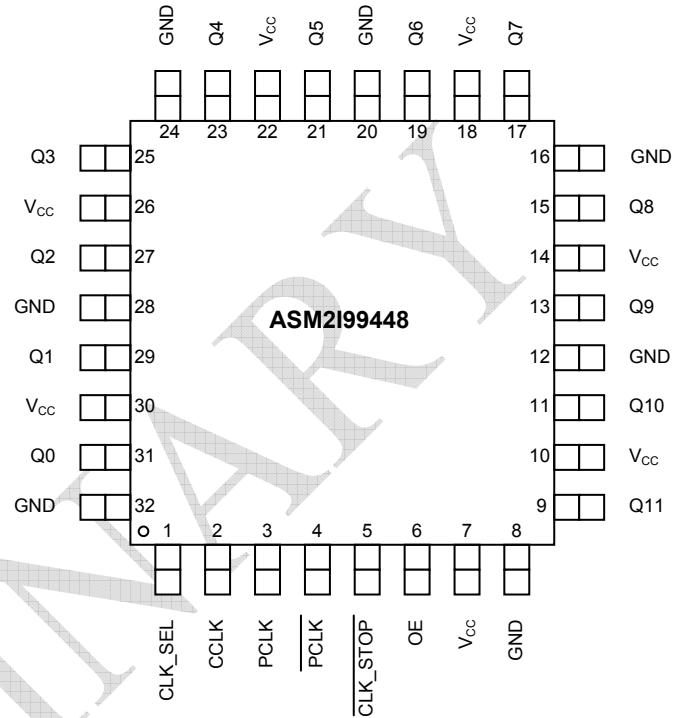 GND Q4 VCC Q5 GND Q6 VCC Q7
24 23 22 21 20 19 18 17
Q3 25 16 GND
VCC 26 15 Q8
Q2 27 14 VCC
GND 28 13 Q9
ASM2I99448
Q1 29 12 GND
VCC 30 11 Q10
Q0 31 10 VCC
GND 32 9 Q11
1 2 3 4 5 6 7 8
CLK_SEL CCLK PCLK PCLK CLK_STOP OE VCC GND
INARY